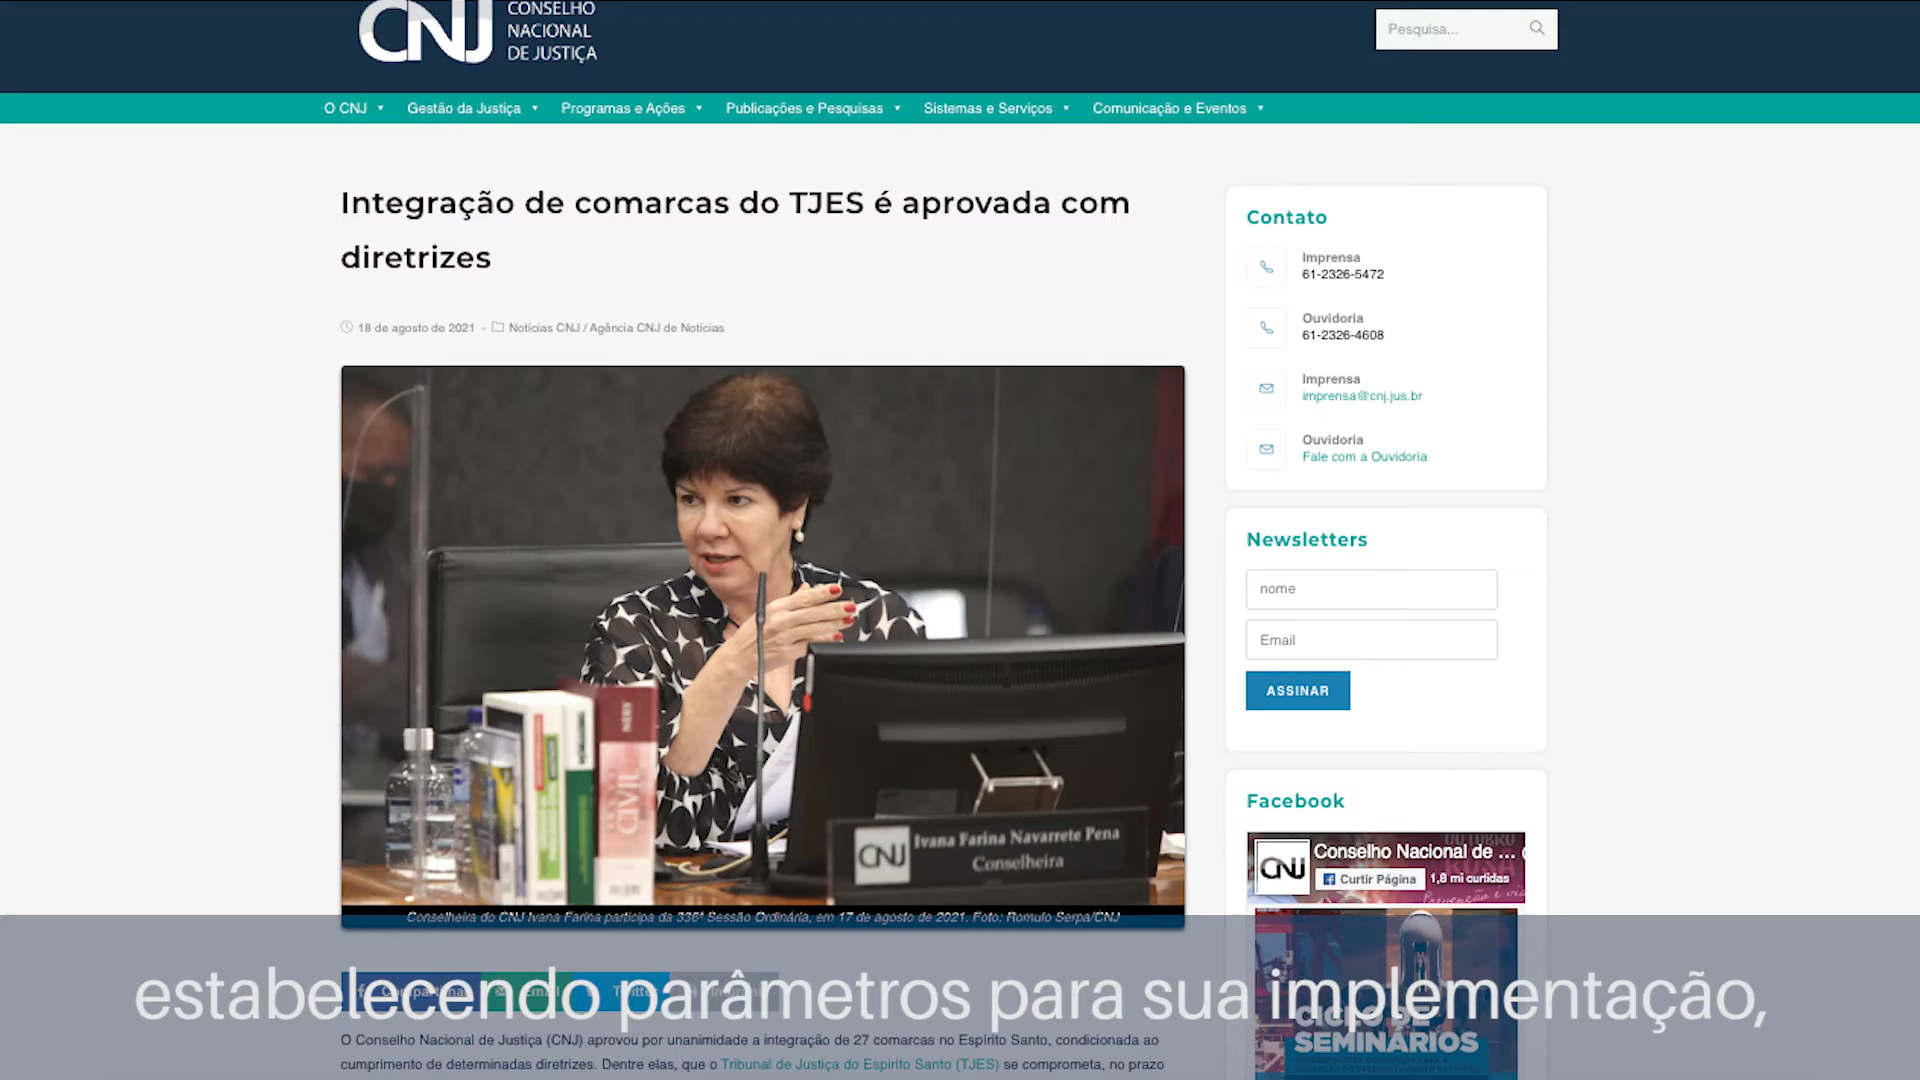 CNJ CONSELHO
NACIONAL
DE JUSTIÇA
Pesquisa...
O CNJ
Gestão da Justiça
Programas e Ações
Publicações e Pesquisas
Sistemas e Serviços
Comunicação e Eventos
Integração de comarcas do TJES é aprovada com
diretrizes
18 de agosto de 2021 - Notícias CNJ / Agência CNJ de Notícias
CIVIL
CNJ
Ivana Farina Navarrete Pena
Conselheira
Conselheira do CNJ Ivana Farina participa da 336ª Sessão Ordinária, em 17 de agosto de 2021. Foto: Romulo Serpa/CNJ
Compartilhar
Email
Twitter
O Conselho Nacional de Justiça (CNJ) aprovou por unanimidade a integração de 27 comarcas no Espírito Santo, condicionada ao
cumprimento de determinadas diretrizes. Dentre elas, que o Tribunal de Justiça do Espírito Santo (TJES) se comprometa, no prazo
Contato
Imprensa
61-2326-5472
Ouvidoria
61-2326-4608
Imprensa
imprensa@cnj.jus.br
Ouvidoria
Fale com a Ouvidoria
Newsletters
nome
Email
ASSINAR
Facebook
CNJ
Conselho Nacional de ...
Curtir Página
1,8 mi curtidas
CICLO DE
SEMINÁRIOS
estabelecendo parâmetros para sua implementação,